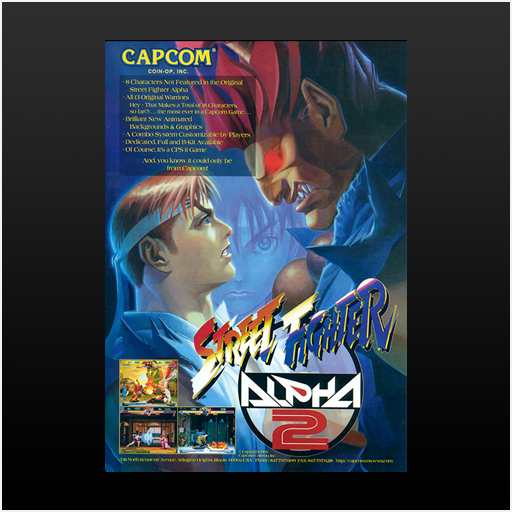 CAPCOM
COIN-OP, INC.
· 8 Characters Not Featured in the Original
Street Fighter Alpha
· All 13 Original Warriors
Hey - That Makes a Total of 18 Characters,
so far?? ... the most ever in a Capcom Game...
· Brilliant New Animated
Backgrounds & Graphics
· A Combo System Customizable by Players
· Dedicated, Full and B-Kit Available
· Of Course, It's a CPS II Game
And, you know it could only be
from Capcom!
STREET FIGHTER
ALPHA
2